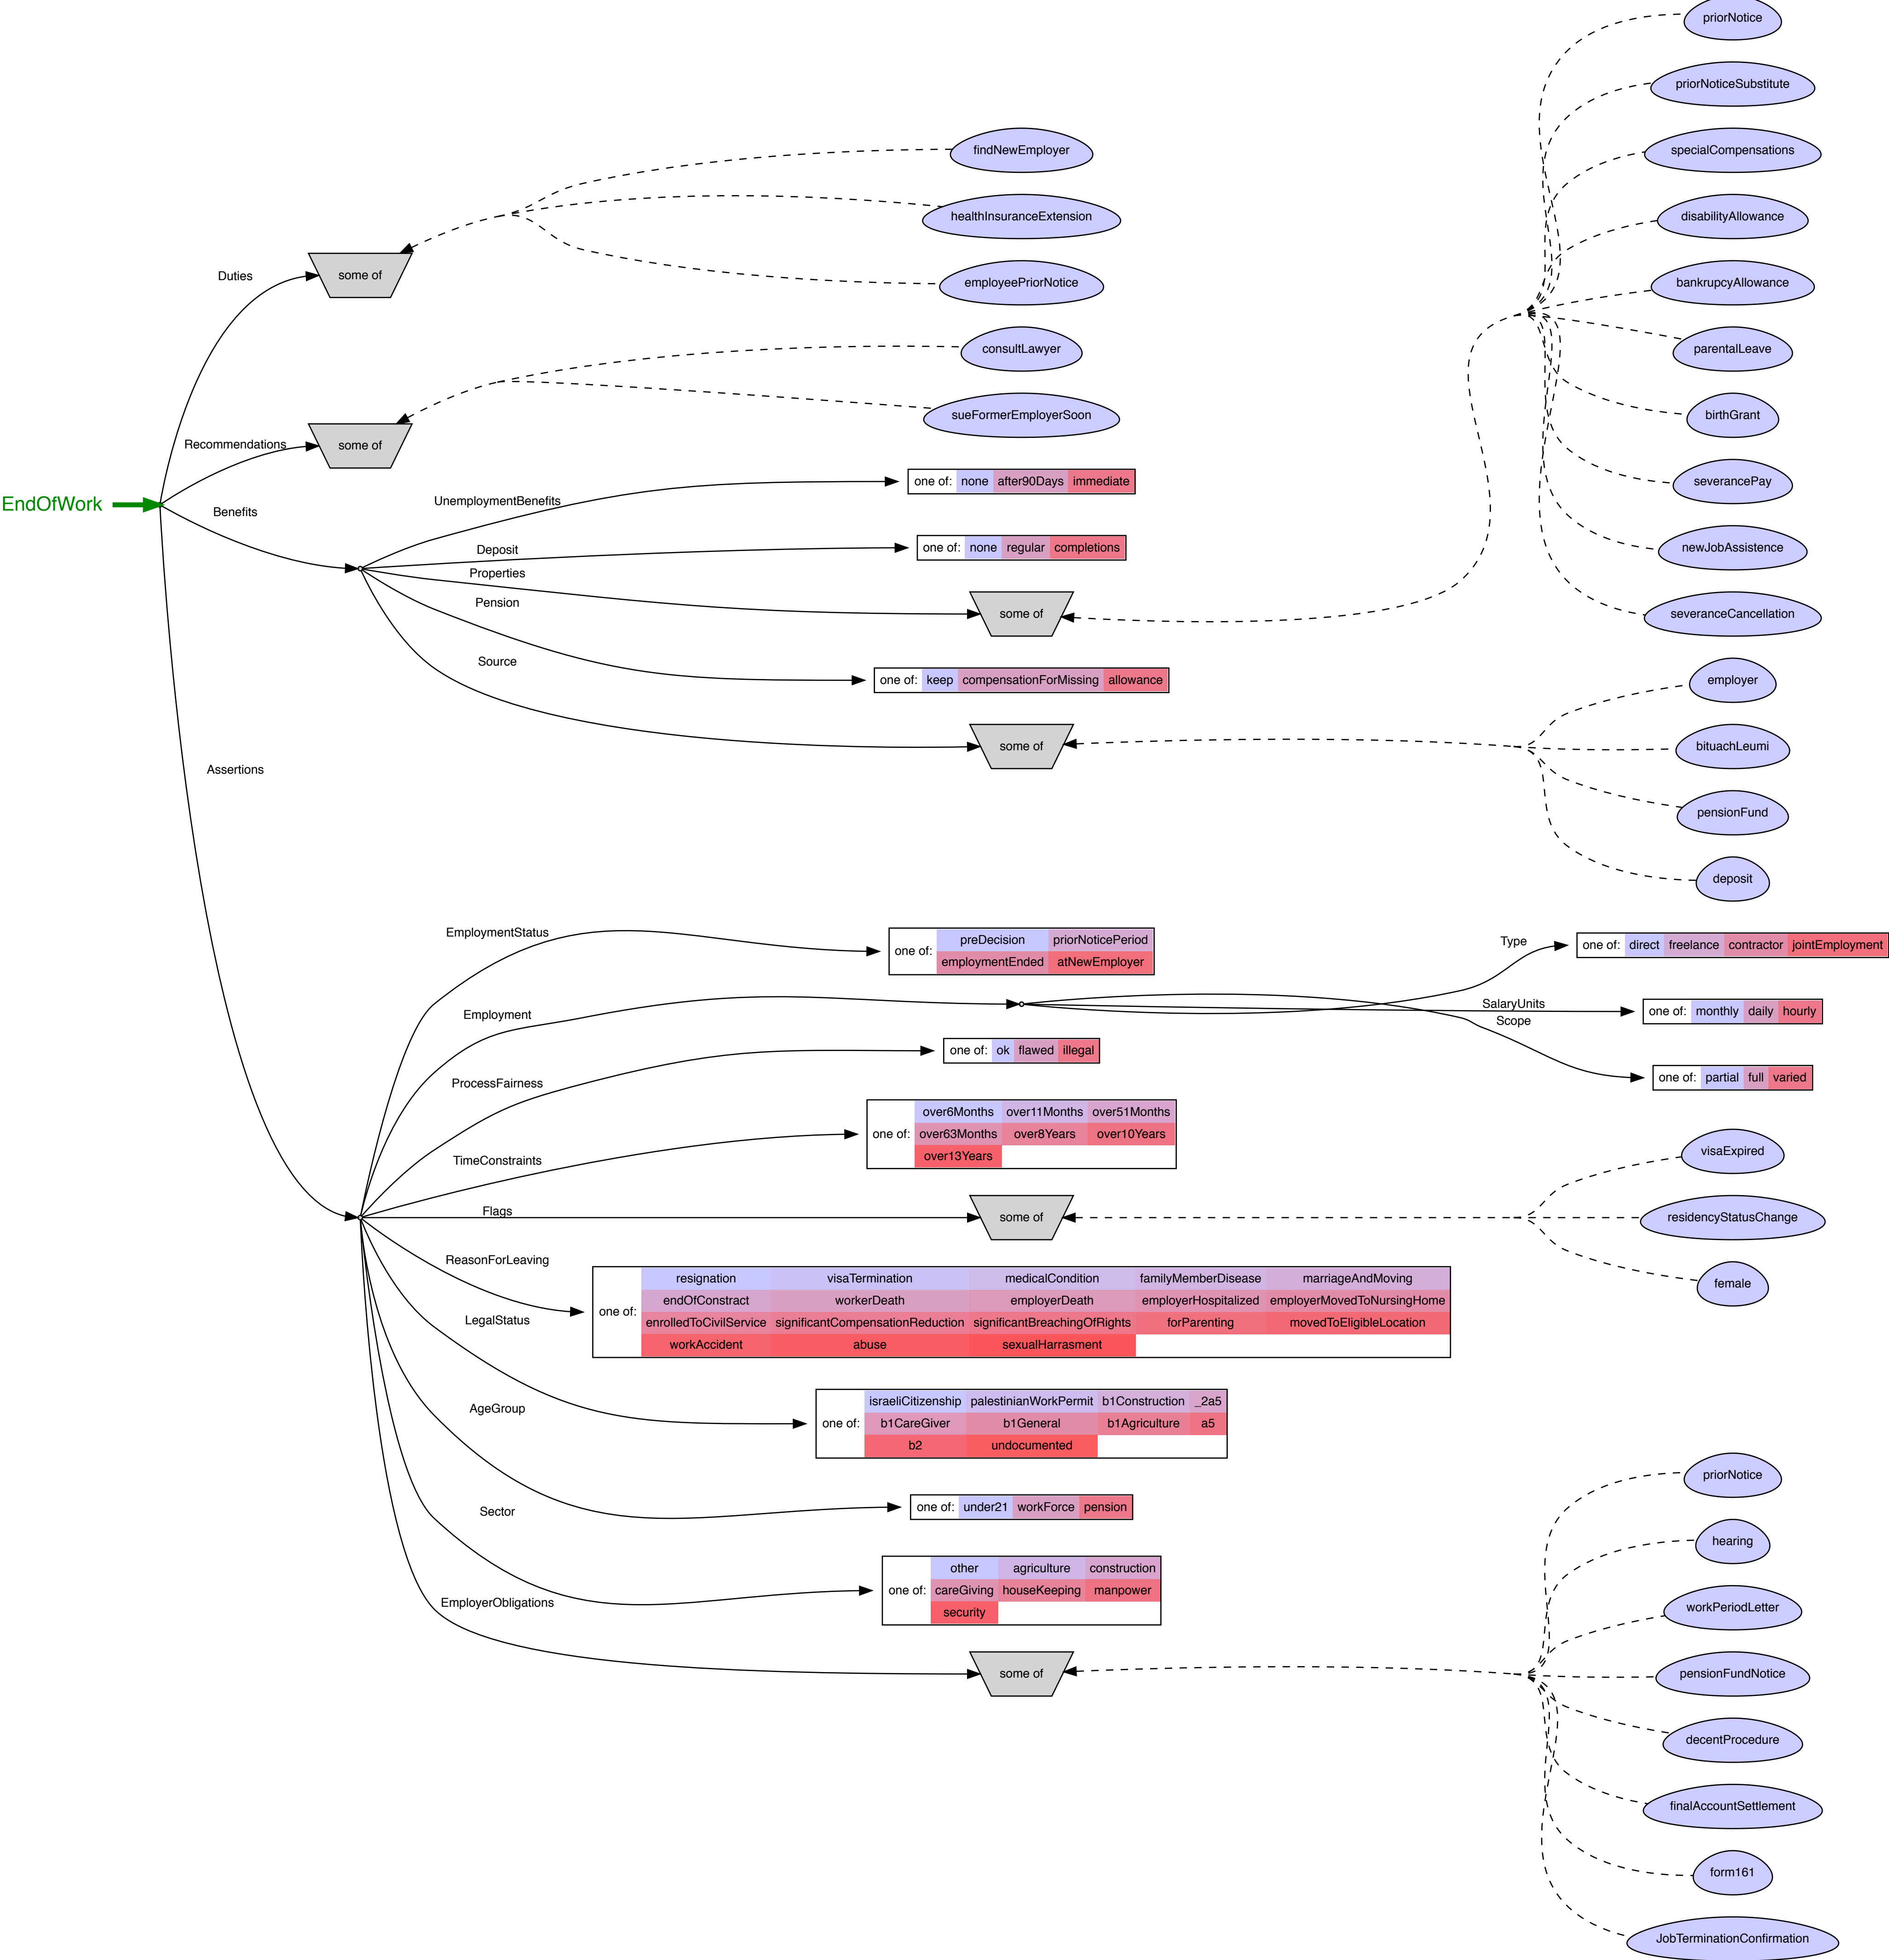 EndOfWork
Duties
some of
findNewEmployer
healthInsuranceExtension
employeePriorNotice
Recommendations
some of
consultLawyer
sueFormerEmployerSoon
Benefits
UnemploymentBenefits
one of: none after90Days immediate
Deposit
one of: none regular completions
Properties
some of
priorNotice
priorNoticeSubstitute
specialCompensations
disabilityAllowance
bankrupcyAllowance
parentalLeave
birthGrant
severancePay
newJobAssistence
severanceCancellation
Pension
one of: keep compensationForMissing allowance
Source
some of
employer
bituachLeumi
pensionFund
deposit
Assertions
EmploymentStatus
one of:
preDecision priorNoticePeriod
employmentEnded atNewEmployer
Employment
Type
one of: direct freelance contractor jointEmployment
SalaryUnits
one of: monthly daily hourly
Scope
one of: partial full varied
ProcessFairness
one of: ok flawed illegal
TimeConstraints
over6Months over11Months over51Months
one of: over63Months over8Years over10Years
over13Years
Flags
some of
visaExpired
residencyStatusChange
female
ReasonForLeaving
one of:
resignation visaTermination medicalCondition familyMemberDisease marriageAndMoving
endOfConstract workerDeath employerDeath employerHospitalized employerMovedToNursingHome
enrolledToCivilService significantCompensationReduction significantBreachingOfRights forParenting movedToEligibleLocation
workAccident abuse sexualHarrasment
LegalStatus
israeliCitizenship palestinianWorkPermit b1Construction _2a5
one of: b1CareGiver b1General b1Agriculture a5
b2 undocumented
AgeGroup
one of: under21 workForce pension
Sector
other agriculture construction
one of: careGiving houseKeeping manpower
security
EmployerObligations
some of
priorNotice
hearing
workPeriodLetter
pensionFundNotice
decentProcedure
finalAccountSettlement
form161
JobTerminationConfirmation